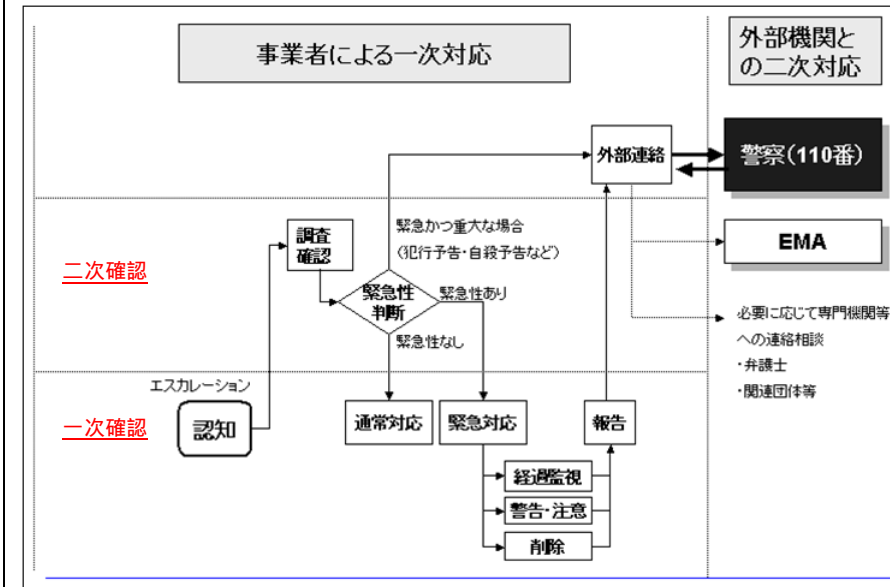 事業者による一次対応
外部機関と
の二次対応
外部連絡
警察(110番)
緊急かつ重大な場合
(犯行予告・自殺予告など)
調査
確認
EMA
二次確認
緊急性
判断
緊急性あり
緊急性なし
必要に応じて専門機関等
への連絡相談
・弁護士
・関連団体等
エスカレーション
一次確認
認知
通常対応
緊急対応
報告
経過監視
警告・注意
削除